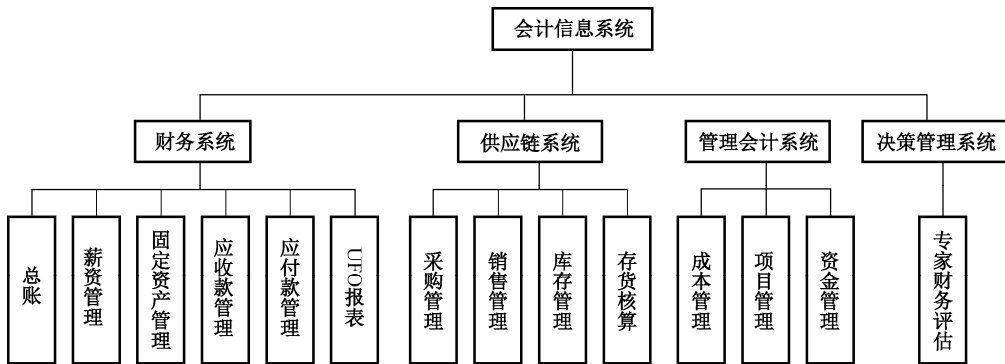 会计信息系统
财务系统
供应链系统
管理会计系统
决策管理系统
总账
薪资管理
固定资产管理
应收款管理
应付款管理
UFO报表
采购管理
销售管理
库存管理
存货核算
成本管理
项目管理
资金管理
专家财务评估